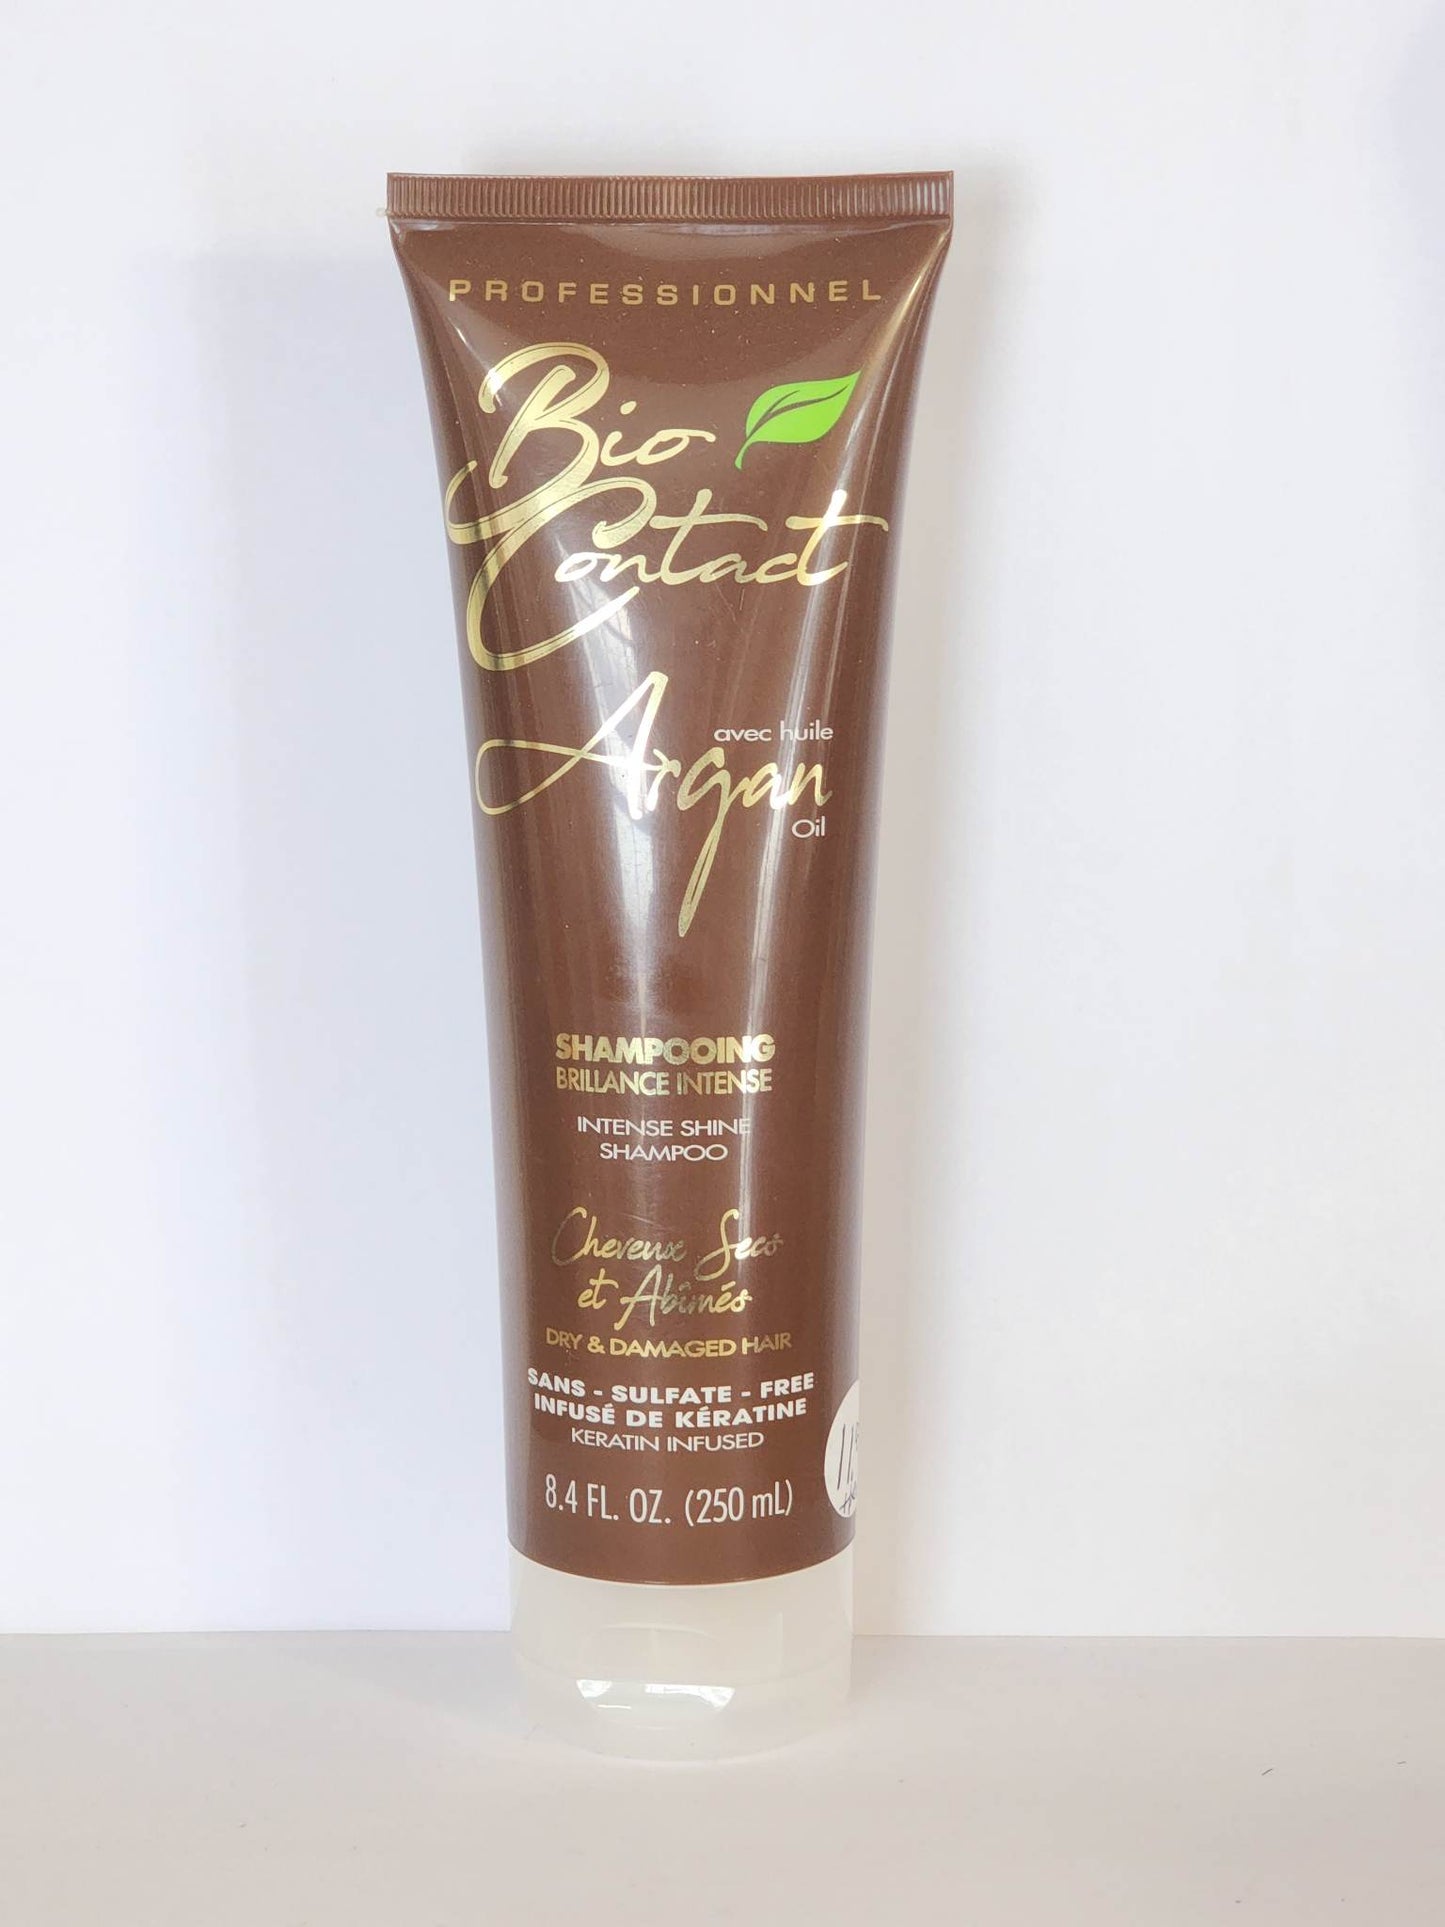 PROFESSIONNEL
Bio
Contact
avec huile
Argan
Oil
SHAMPOOING
BRILLANCE INTENSE
INTENSE SHINE
SHAMPOO
Cheveux Secs
et Abîmés
DRY & DAMAGED HAIR
SANS - SULFATE - FREE
INFUSÉ DE KÉRATINE
KERATIN INFUSED
8.4 FL. OZ. (250 mL)